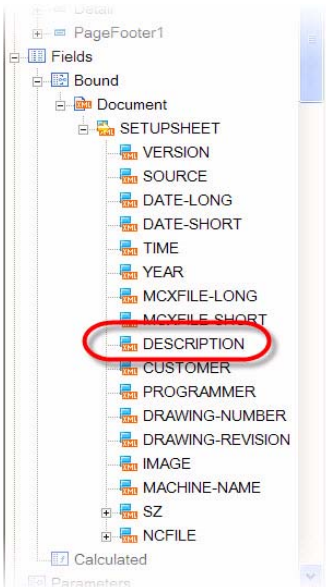 Detail
PageFooter1
Fields
Bound
Document
SETUPSHEET
VERSION
SOURCE
DATE-LONG
DATE-SHORT
TIME
YEAR
MCXFILE-LONG
MCXFILE-SHORT
DESCRIPTION
CUSTOMER
PROGRAMMER
DRAWING-NUMBER
DRAWING-REVISION
IMAGE
MACHINE-NAME
SZ
NCFILE
Calculated
Parameters